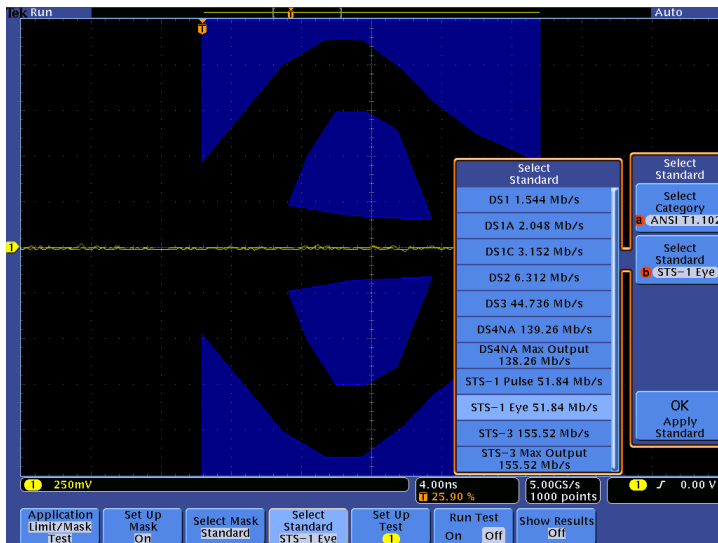 Tek Run
Auto
T
T
1
Select
Standard
DS1 1.544 Mb/s
DS1A 2.048 Mb/s
DS1C 3.152 Mb/s
DS2 6.312 Mb/s
DS3 44.736 Mb/s
DS4NA 139.26 Mb/s
DS4NA Max Output
138.26 Mb/s
STS-1 Pulse 51.84 Mb/s
STS-1 Eye 51.84 Mb/s
STS-3 155.52 Mb/s
STS-3 Max Output
155.52 Mb/s
Select
Standard
Select
Category
a ANSI T1.102
Select
Standard
b STS-1 Eye
OK
Apply
Standard
1 250mV
4.00ns
T 25.90 %
5.00GS/s
1000 points
1 0.00 V
Application
Limit/Mask
Test
Set Up
Mask
On
Select Mask
Standard
Select
Standard
STS-1 Eye
Set Up
Test
1
Run Test
On Off
Show Results
Off